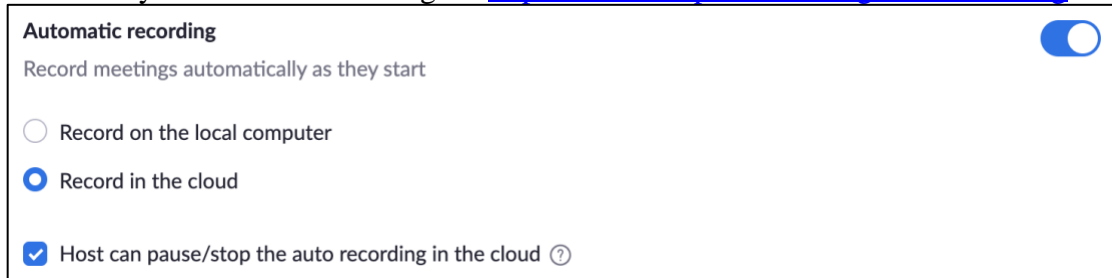 Automatic recording
Record meetings automatically as they start
Record on the local computer
Record in the cloud
Host can pause/stop the auto recording in the cloud ?